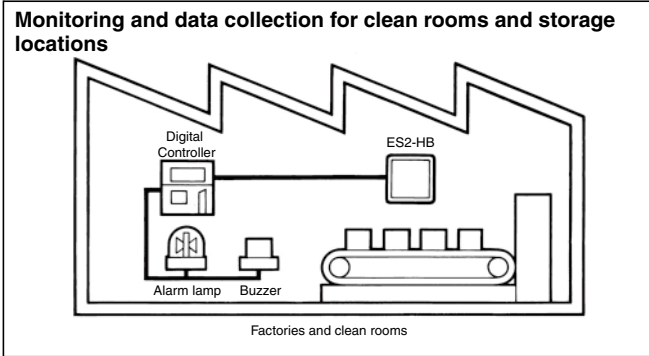 Monitoring and data collection for clean rooms and storage
locations
Digital
Controller
ES2-HB
Alarm lamp
Buzzer
Factories and clean rooms